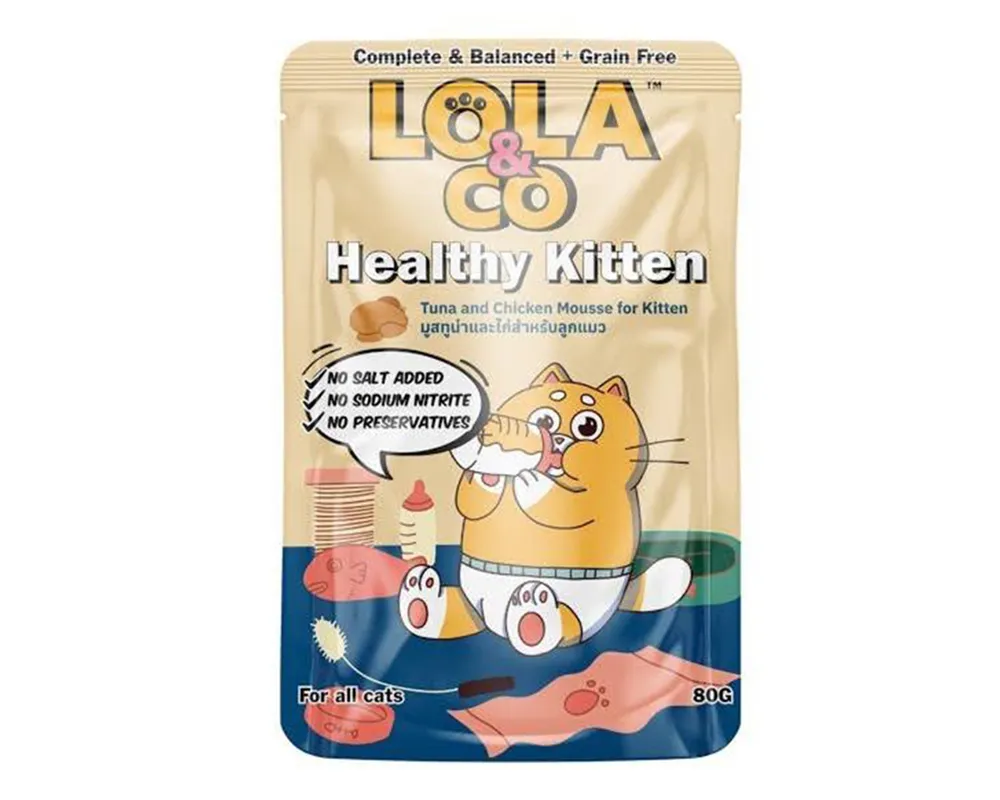 Complete & Balanced + Grain Free
LOLA™
&
CO
Healthy Kitten
Tuna and Chicken Mousse for Kitten
มูสทูน่าและไก่สำหรับลูกแมว
NO SALT ADDED
NO SODIUM NITRITE
NO PRESERVATIVES
For all cats
80G